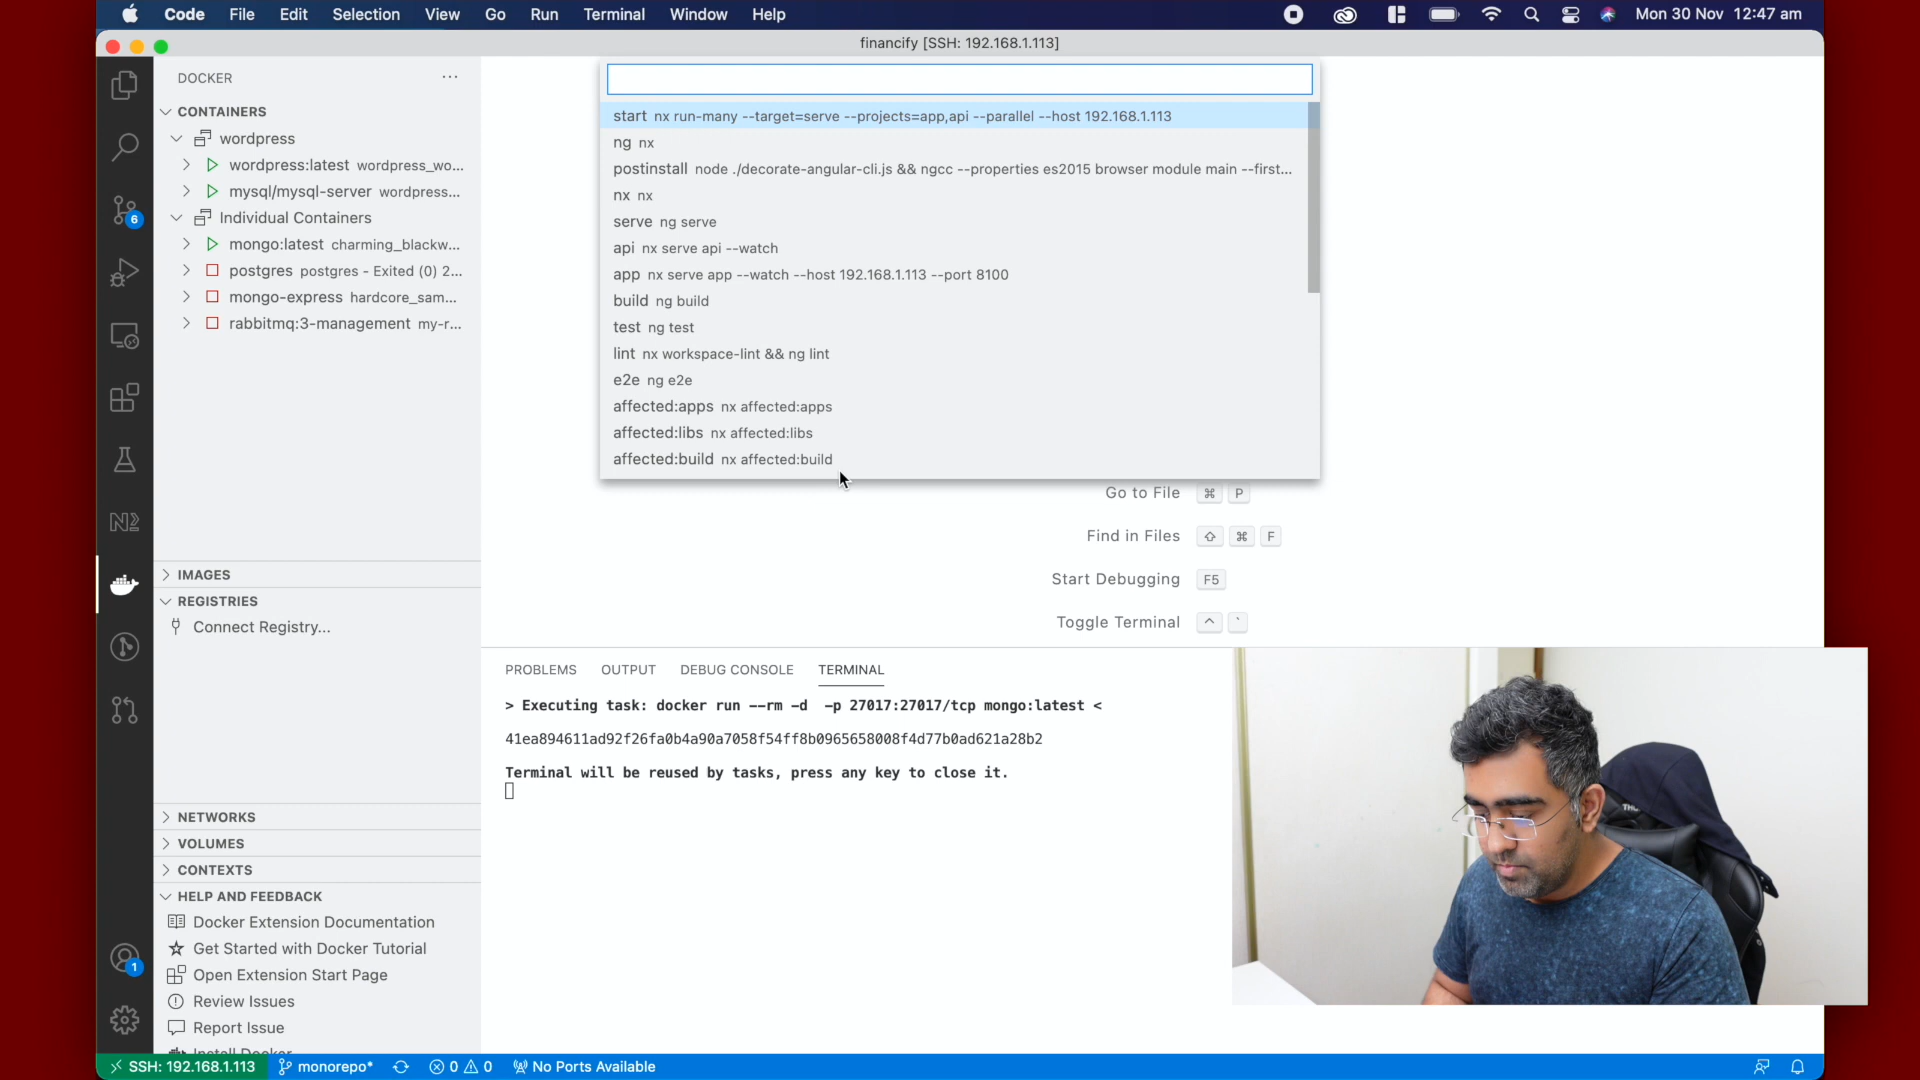 Code File Edit Selection View Go Run Terminal Window Help
Mon 30 Nov 12:47 am
financify [SSH: 192.168.1.113]
DOCKER ...
CONTAINERS
wordpress
wordpress:latest wordpress_wo...
mysql/mysql-server wordpress...
Individual Containers
mongo:latest charming_blackw...
postgres postgres - Exited (0) 2...
mongo-express hardcore_sam...
rabbitmq:3-management my-r...
IMAGES
REGISTRIES
Connect Registry...
NETWORKS
VOLUMES
CONTEXTS
HELP AND FEEDBACK
Docker Extension Documentation
Get Started with Docker Tutorial
Open Extension Start Page
Review Issues
Report Issue
Install Docker
6
1
start nx run-many --target=serve --projects=app,api --parallel --host 192.168.1.113
ng nx
postinstall node ./decorate-angular-cli.js && ngcc --properties es2015 browser module main --first...
nx nx
serve ng serve
api nx serve api --watch
app nx serve app --watch --host 192.168.1.113 --port 8100
build ng build
test ng test
lint nx workspace-lint && ng lint
e2e ng e2e
affected:apps nx affected:apps
affected:libs nx affected:libs
affected:build nx affected:build
Go to File ⌘ P
Find in Files ⇧ ⌘ F
Start Debugging F5
Toggle Terminal ^ `
PROBLEMS OUTPUT DEBUG CONSOLE TERMINAL
> Executing task: docker run --rm -d -p 27017:27017/tcp mongo:latest <
41ea894611ad92f26fa0b4a90a7058f54ff8b0965658008f4d77b0ad621a28b2
Terminal will be reused by tasks, press any key to close it.
SSH: 192.168.1.113 monorepo* 0 0 No Ports Available